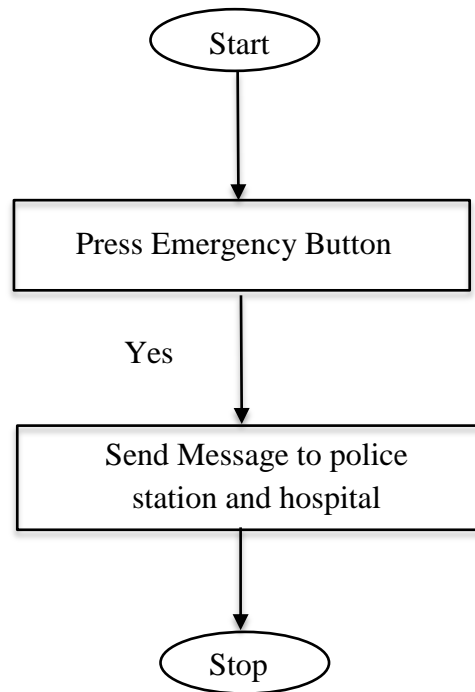 Start
Press Emergency Button
Yes
Send Message to police
station and hospital
Stop